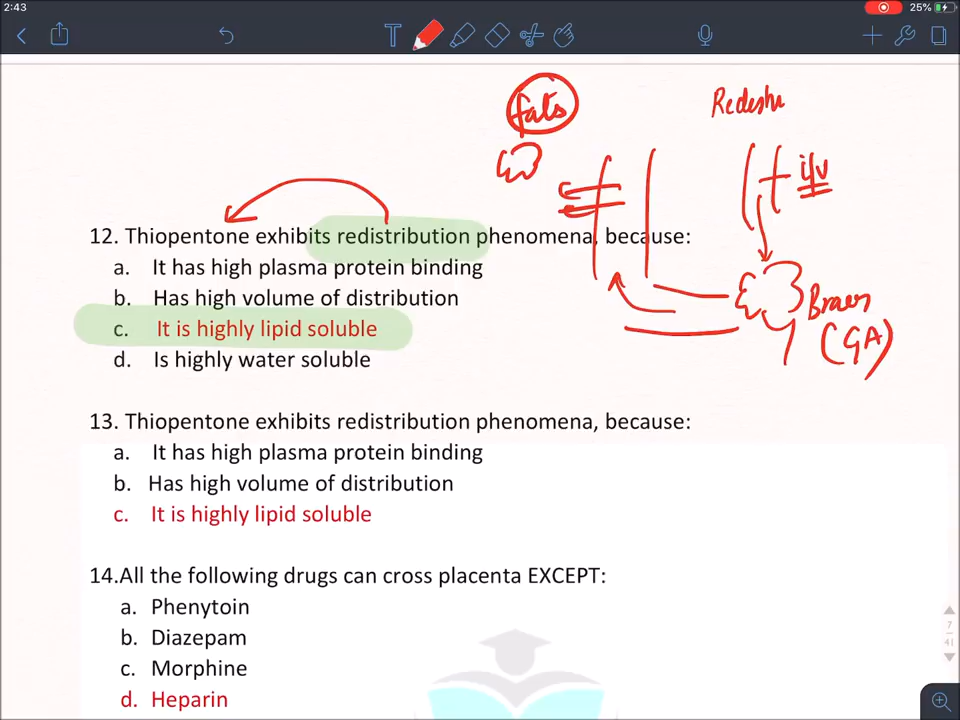 2:43
25%
T
fats
i/v
(GA)
12. Thiopentone exhibits redistribution phenomena, because:
a. It has high plasma protein binding
b. Has high volume of distribution
c. It is highly lipid soluble
d. Is highly water soluble
13. Thiopentone exhibits redistribution phenomena, because:
a. It has high plasma protein binding
b. Has high volume of distribution
c. It is highly lipid soluble
14.All the following drugs can cross placenta EXCEPT:
a. Phenytoin
b. Diazepam
c. Morphine
d. Heparin
7
41